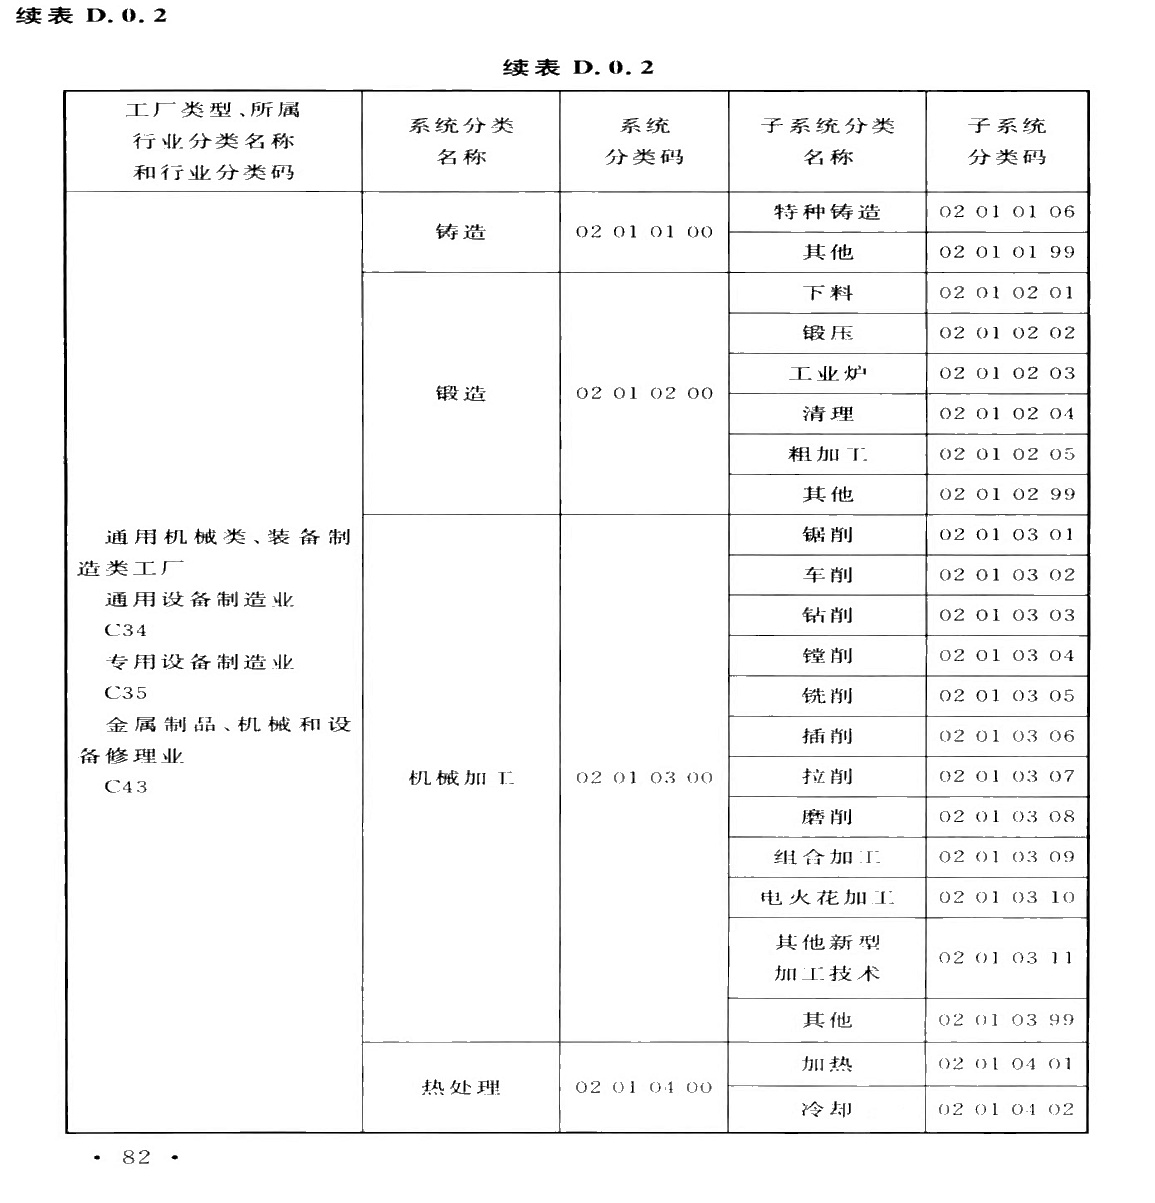 续表 D.0.2
续表 D.0.2
工厂类型、所属
行业分类名称
和行业分类码
系统分类
名称
系统
分类码
子系统分类
名称
子系统
分类码
通用机械类、装备制
造类工厂
通用设备制造业
C34
专用设备制造业
C35
金属制品、机械和设
备修理业
C43
铸造
02 01 01 00
特种铸造
02 01 01 06
其他
02 01 01 99
锻造
02 01 02 00
下料
02 01 02 01
锻压
02 01 02 02
工业炉
02 01 02 03
清理
02 01 02 04
粗加工
02 01 02 05
其他
02 01 02 99
机械加工
02 01 03 00
锯削
02 01 03 01
车削
02 01 03 02
钻削
02 01 03 03
镗削
02 01 03 04
铣削
02 01 03 05
插削
02 01 03 06
拉削
02 01 03 07
磨削
02 01 03 08
组合加工
02 01 03 09
电火花加工
02 01 03 10
其他新型
加工技术
02 01 03 11
其他
02 01 03 99
热处理
02 01 04 00
加热
02 01 04 01
冷却
02 01 04 02
· 82 ·